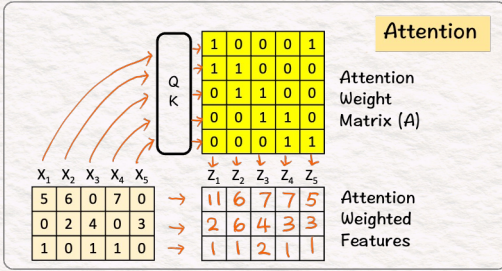 Attention
Q
K
1 0 0 0 1
1 1 0 0 0
0 1 1 0 0
0 0 1 1 0
0 0 0 1 1
Attention
Weight
Matrix (A)
X1 X2 X3 X4 X5
Z1 Z2 Z3 Z4 Z5
5 6 0 7 0
11 6 7 7 5
0 2 4 0 3
2 6 4 3 3
1 0 1 1 0
1 1 2 1 1
Attention
Weighted
Features